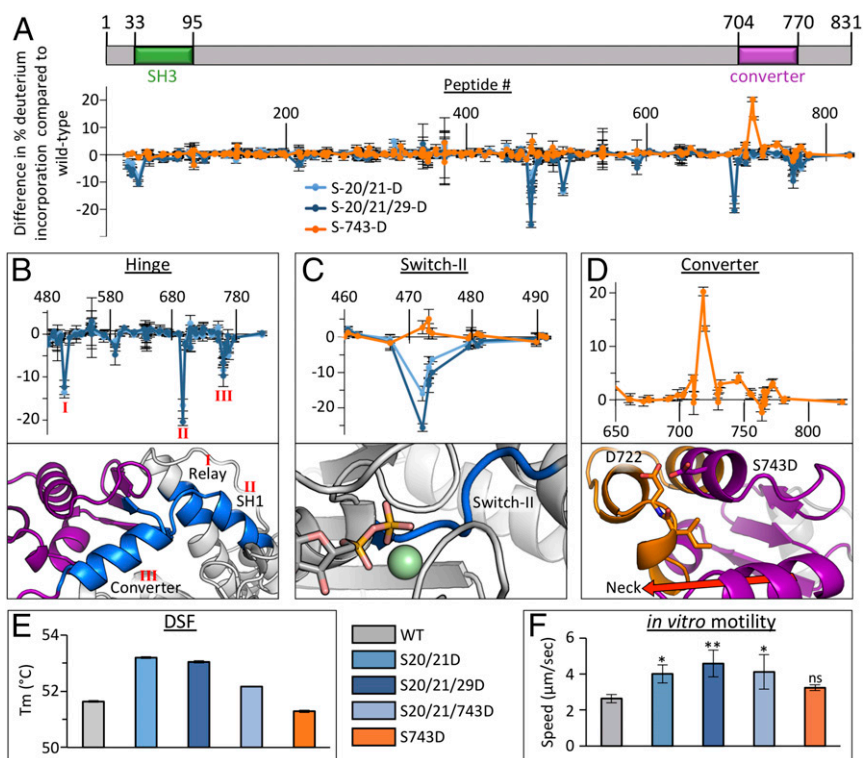 A
1 33 95 704 770 831
SH3 converter
Peptide #
200 400 600 800
20
10
0
-10
-20
Difference in % deuterium
incorporation compared to
wild-type
S-20/21-D
S-20/21/29-D
S-743-D
B Hinge
480 580 680 780
0
-10
-20
I II III
I
Relay
II
SH1
III
Converter
C Switch-II
460 470 480 490
5
0
-5
-10
-15
-20
-25
Switch-II
D Converter
20
10
0
650 700 750 800
D722 S743D
Neck
E DSF
54
52
50
Tm (°C)
WT
S20/21D
S20/21/29D
S20/21/743D
S743D
F in vitro motility
6
4
2
0
Speed (µm/sec)
* ** * ns